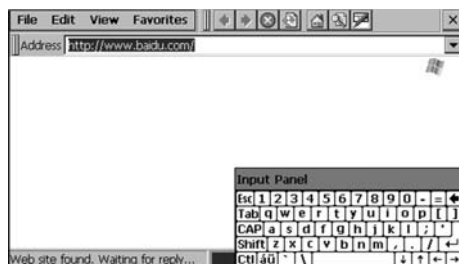 File Edit View Favorites
Address http://www.baidu.com/
Input Panel
Esc 1 2 3 4 5 6 7 8 9 0 - =
Tab q w e r t y u i o p [ ]
CAP a s d f g h j k l ; '
Shift z x c v b n m , . /
Ctl áü ` \
Web site found. Waiting for reply...